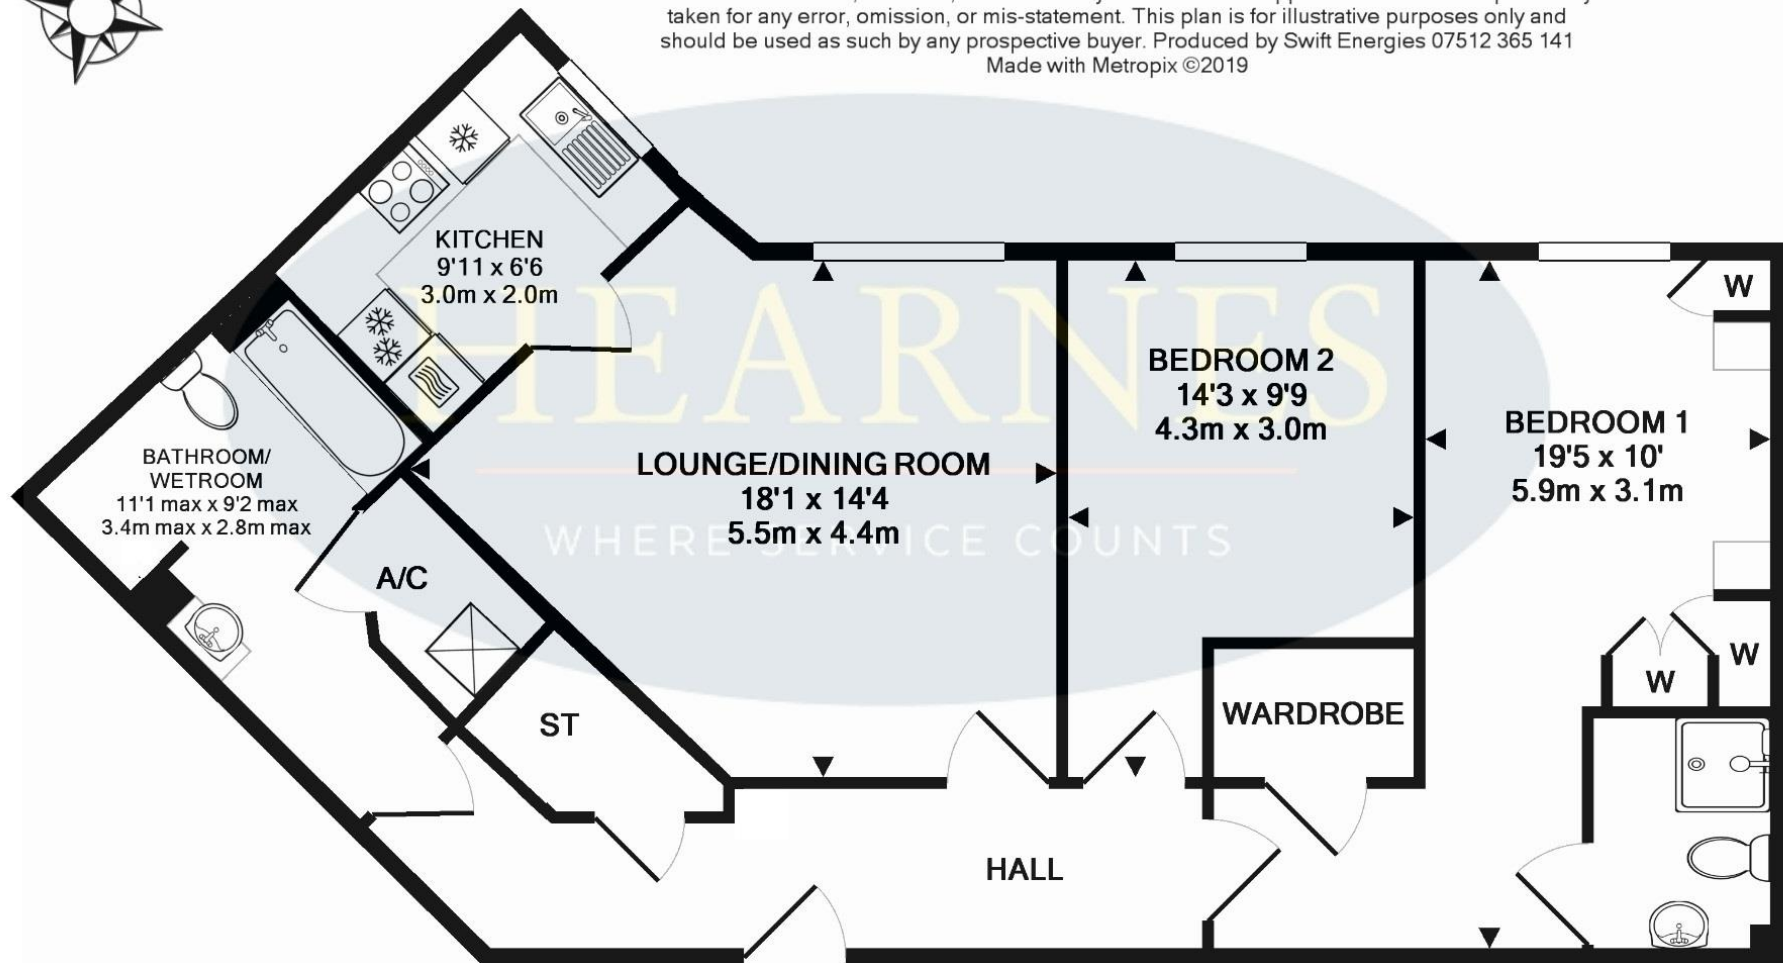 taken for any error, omission, or mis-statement. This plan is for illustrative purposes only and
should be used as such by any prospective buyer. Produced by Swift Energies 07512 365 141
Made with Metropix ©2019
KITCHEN
9'11 x 6'6
3.0m x 2.0m
W
HEARNES
BEDROOM 2
14'3 x 9'9
4.3m x 3.0m
BEDROOM 1
19'5 x 10'
5.9m x 3.1m
BATHROOM/
WETROOM
11'1 max x 9'2 max
3.4m max x 2.8m max
LOUNGE/DINING ROOM
18'1 x 14'4
5.5m x 4.4m
WHERE SERVICE COUNTS
A/C
W
W
ST
WARDROBE
HALL